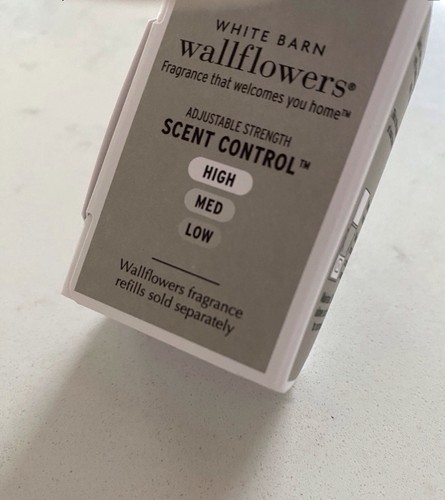 WHITE BARN
wallflowers®
Fragrance that welcomes you home™
ADJUSTABLE STRENGTH
SCENT CONTROL™
HIGH
MED
LOW
Wallflowers fragrance
refills sold separately